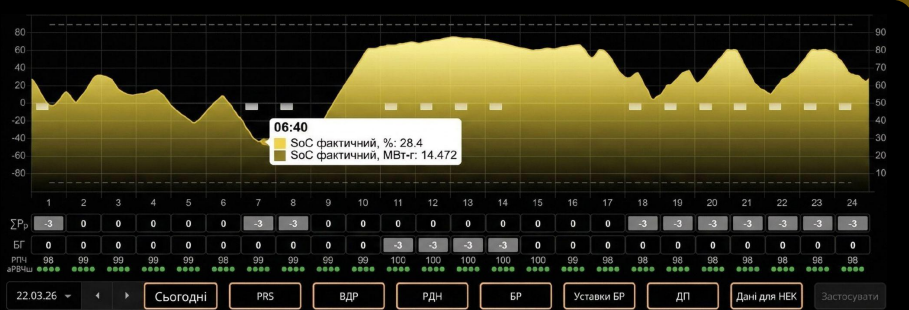 80 90
60 80
40 70
20 60
0 50
-20 40
06:40
SoC фактичний, %: 28.4
-40 30
SoC фактичний, МВт-г: 14.472
-60 20
-80 10
1 2 3 4 5 6 7 8 9 10 11 12 13 14 15 16 17 18 19 20 21 22 23 24
∑Pp -3 0 0 0 0 0 -3 -3 0 0 0 0 0 0 0 0 0 -3 -3 -3 -3 -3 -3 -3
БГ 0 0 0 0 0 0 0 0 0 0 -3 -3 -3 -3 0 0 0 0 0 0 0 0 0 0
РПЧ 98 99 99 99 99 98 99 99 99 99 100 100 100 100 100 99 98 98 98 98 98 98 98 98
аРВЧш
22.03.26 Сьогодні PRS ВДР РДН БР Уставки БР ДП Дані для НЕК Застосувати